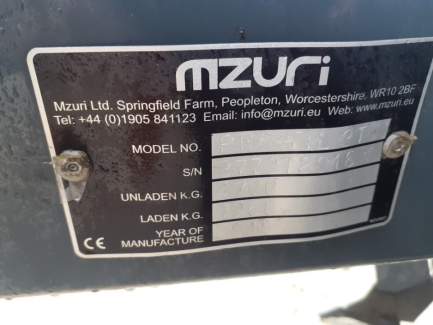 mzuri
Mzuri Ltd. Springfield Farm, Peopleton, Worcestershire, WR10 2BF
Tel: +44 (0)1905 841123 Email: info@mzuri.eu Web: www.mzuri.eu
MODEL NO.
S/N
UNLADEN K.G.
LADEN K.G.
YEAR OF
MANUFACTURE
CE